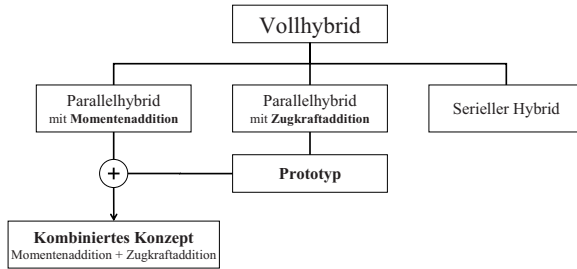 Vollhybrid
Parallelhybrid
mit Momentenaddition
Parallelhybrid
mit Zugkraftaddition
Serieller Hybrid
+
Prototyp
Kombiniertes Konzept
Momentenaddition + Zugkraftaddition